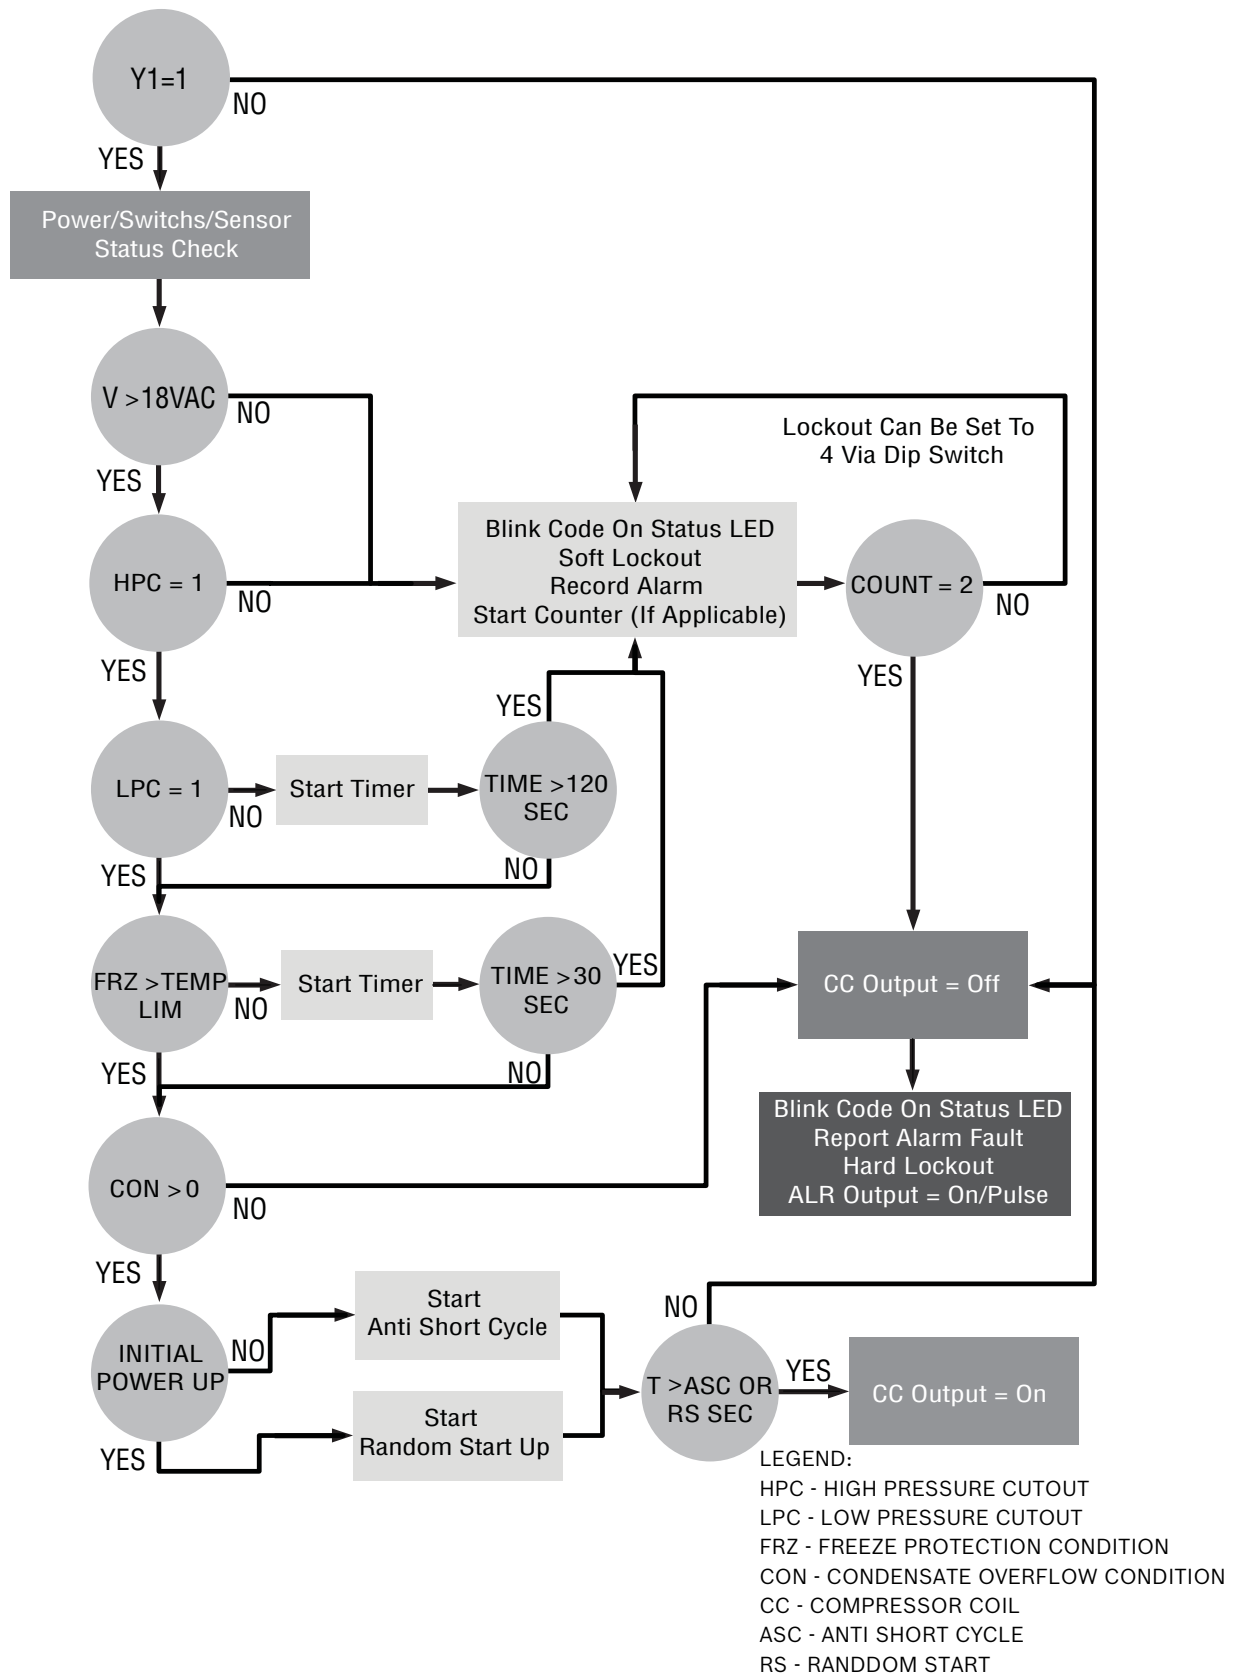 Y1=1
NO
YES
Power/Switchs/Sensor
Status Check
V >18VAC
NO
YES
Lockout Can Be Set To
4 Via Dip Switch
HPC = 1
NO
YES
Blink Code On Status LED
Soft Lockout
Record Alarm
Start Counter (If Applicable)
COUNT = 2
NO
YES
LPC = 1
NO
YES
Start Timer
TIME >120
SEC
YES
NO
FRZ >TEMP
LIM
NO
YES
Start Timer
TIME >30
SEC
YES
NO
CC Output = Off
Blink Code On Status LED
Report Alarm Fault
Hard Lockout
ALR Output = On/Pulse
CON >0
NO
YES
INITIAL
POWER UP
NO
YES
Start
Anti Short Cycle
Start
Random Start Up
T >ASC OR
RS SEC
NO
YES
CC Output = On
LEGEND:
HPC - HIGH PRESSURE CUTOUT
LPC - LOW PRESSURE CUTOUT
FRZ - FREEZE PROTECTION CONDITION
CON - CONDENSATE OVERFLOW CONDITION
CC - COMPRESSOR COIL
ASC - ANTI SHORT CYCLE
RS - RANDDOM START